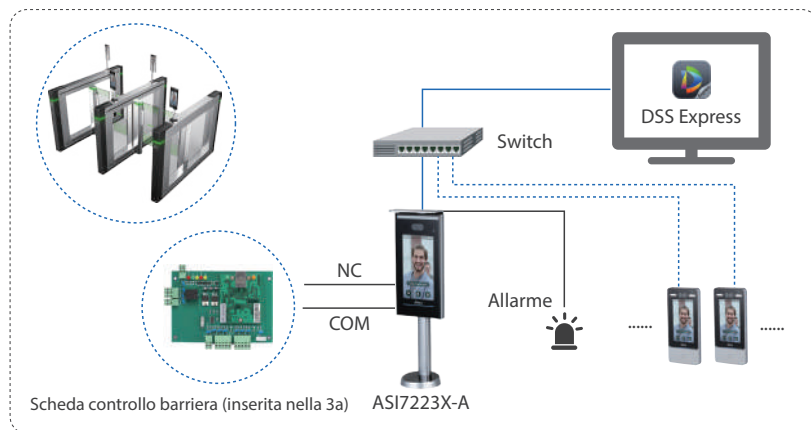 DSS Express
Switch
NC
COM
Allarme
......
......
Scheda controllo barriera (inserita nella 3a)
ASI7223X-A